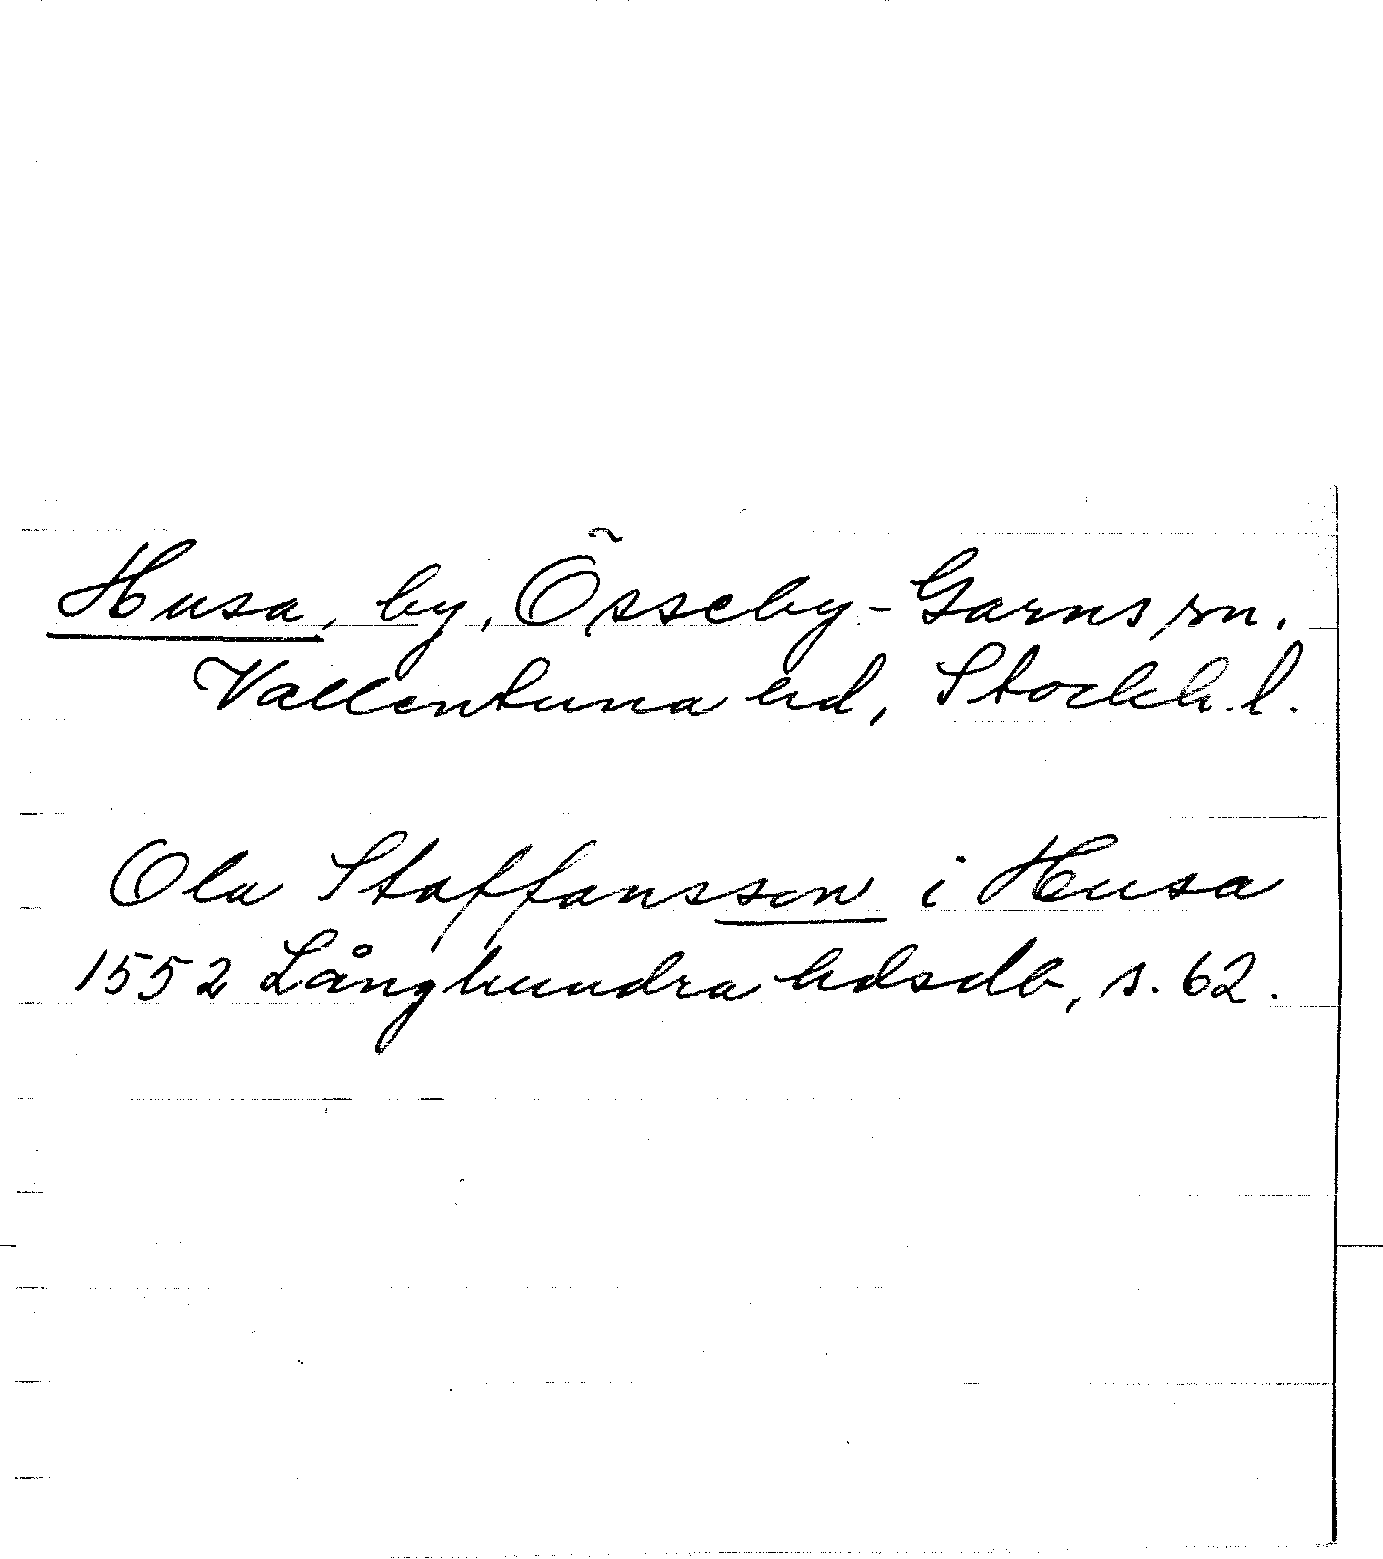 Husa, by, Össeby-Garns sn.
Vallentuna hd, Stockh. l.
Ola Staffansson i Husa
1552 Långhundra hdsdb, s. 62.